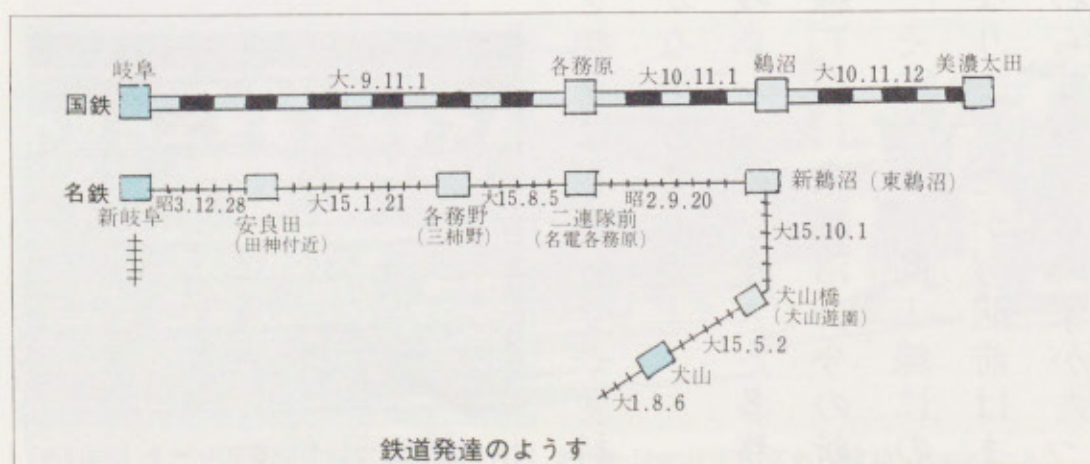 岐阜 大.9.11.1 各務原 大10.11.1 鵜沼 大10.11.12 美濃太田
国鉄
名鉄
新岐阜 昭3.12.28 安良田 大15.1.21 各務野 大15.8.5 二連隊前 昭2.9.20 新鵜沼(東鵜沼)
(田神付近) (三柿野) (名電各務原)
大15.10.1
犬山橋
(犬山遊園)
大15.5.2
犬山
大1.8.6
鉄道発達のようす